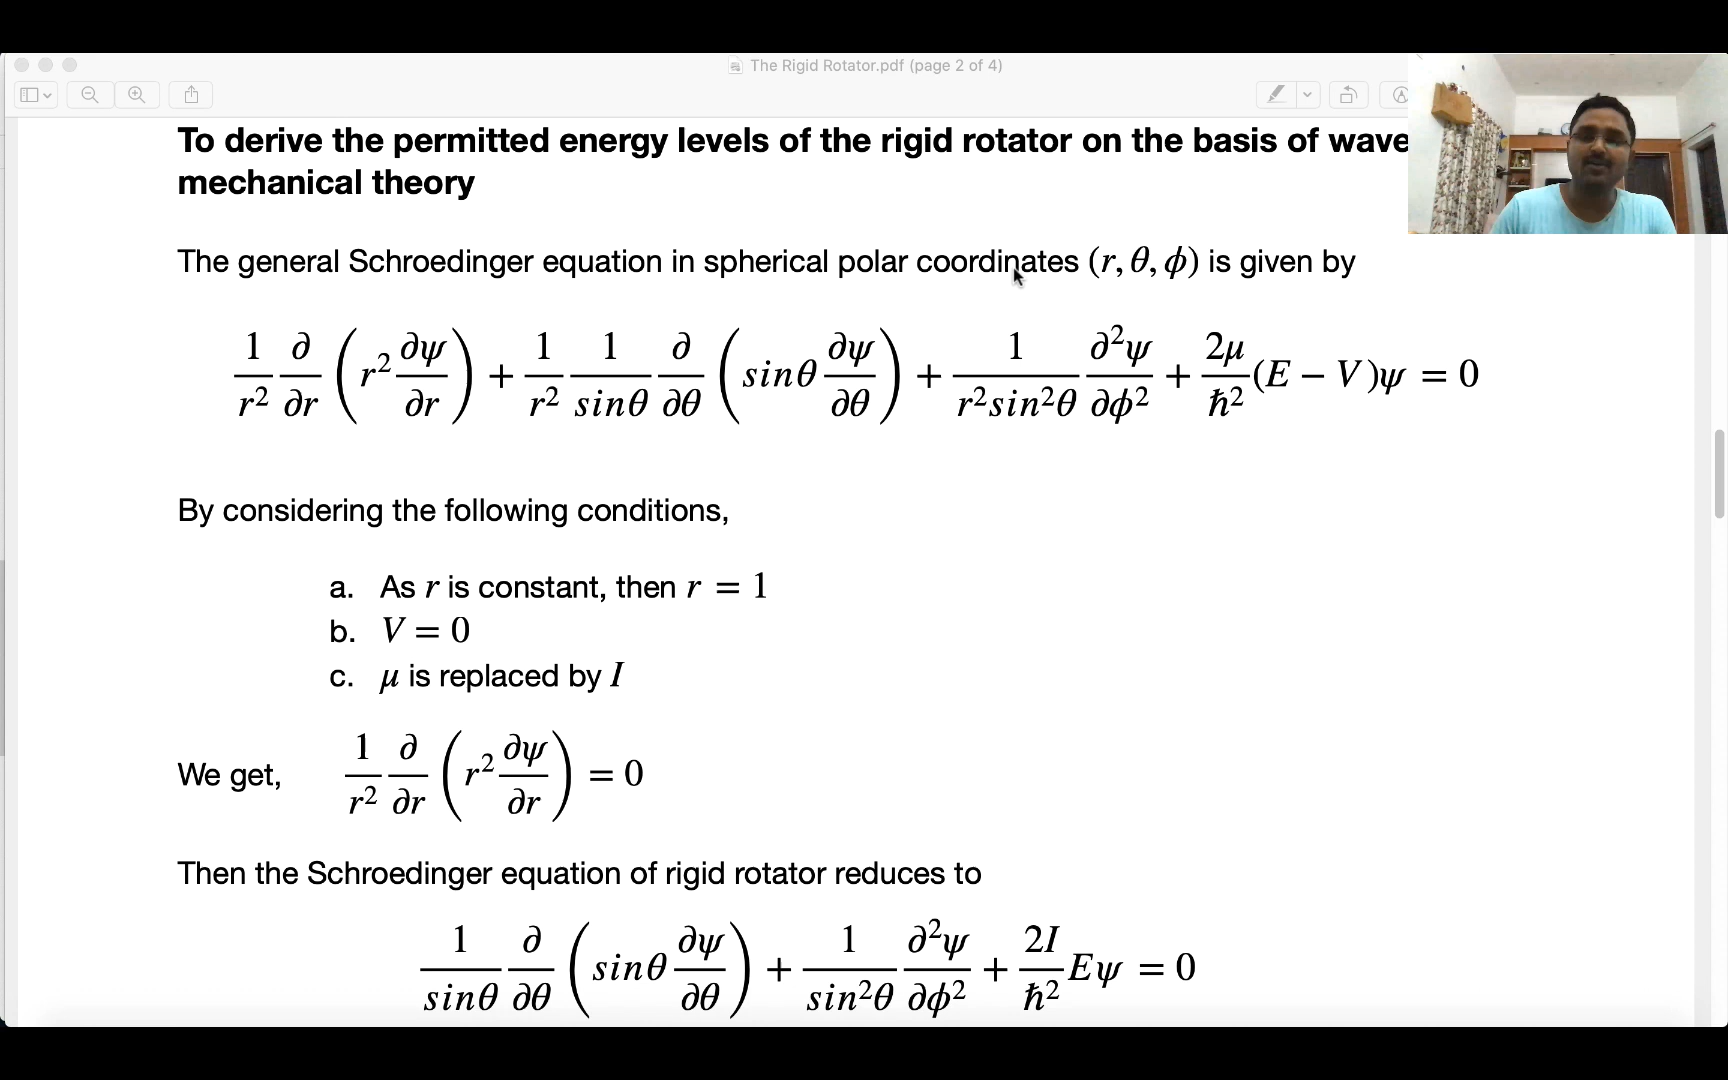 The Rigid Rotator.pdf (page 2 of 4)
To derive the permitted energy levels of the rigid rotator on the basis of wave
mechanical theory
The general Schroedinger equation in spherical polar coordinates (r, θ, ϕ) is given by
1/r² ∂/∂r (r² ∂ψ/∂r) + 1/r² 1/sinθ ∂/∂θ (sinθ ∂ψ/∂θ) + 1/r²sin²θ ∂²ψ/∂ϕ² + 2μ/ℏ² (E − V)ψ = 0
By considering the following conditions,
a. As r is constant, then r = 1
b. V = 0
c. μ is replaced by I
We get, 1/r² ∂/∂r (r² ∂ψ/∂r) = 0
Then the Schroedinger equation of rigid rotator reduces to
1/sinθ ∂/∂θ (sinθ ∂ψ/∂θ) + 1/sin²θ ∂²ψ/∂ϕ² + 2I/ℏ² Eψ = 0